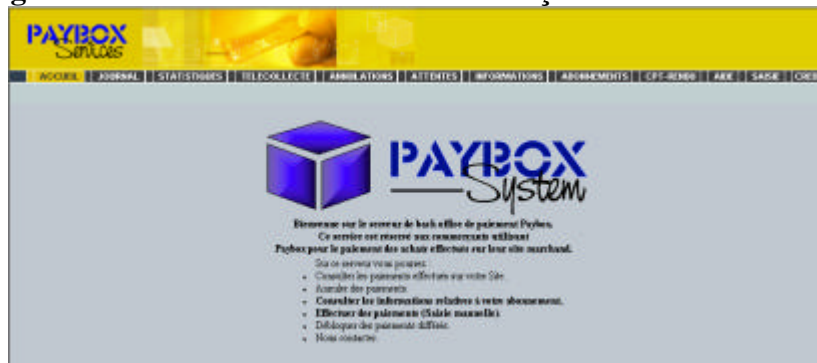 PAYBOX
Services
ACCUEIL JOURNAL STATISTIQUES TELECOLLECTE ANNULATIONS ATTENTES INFORMATIONS ABONNEMENTS CPT-RENDU AIDE SAISIE
PAYBOX
System
Bienvenue sur le serveur de back office de paiement Paybox.
Ce service est réservé aux commerçants utilisant
Paybox pour le paiement des achats effectués sur leur site marchand.
Sur ce serveur vous pouvez :
Consulter les paiements effectués sur votre Site.
Annuler des paiements.
Consulter les informations relatives à votre abonnement.
Effectuer des paiements (Saisie manuelle).
Débloquer des paiements différés.
Nous contacter.